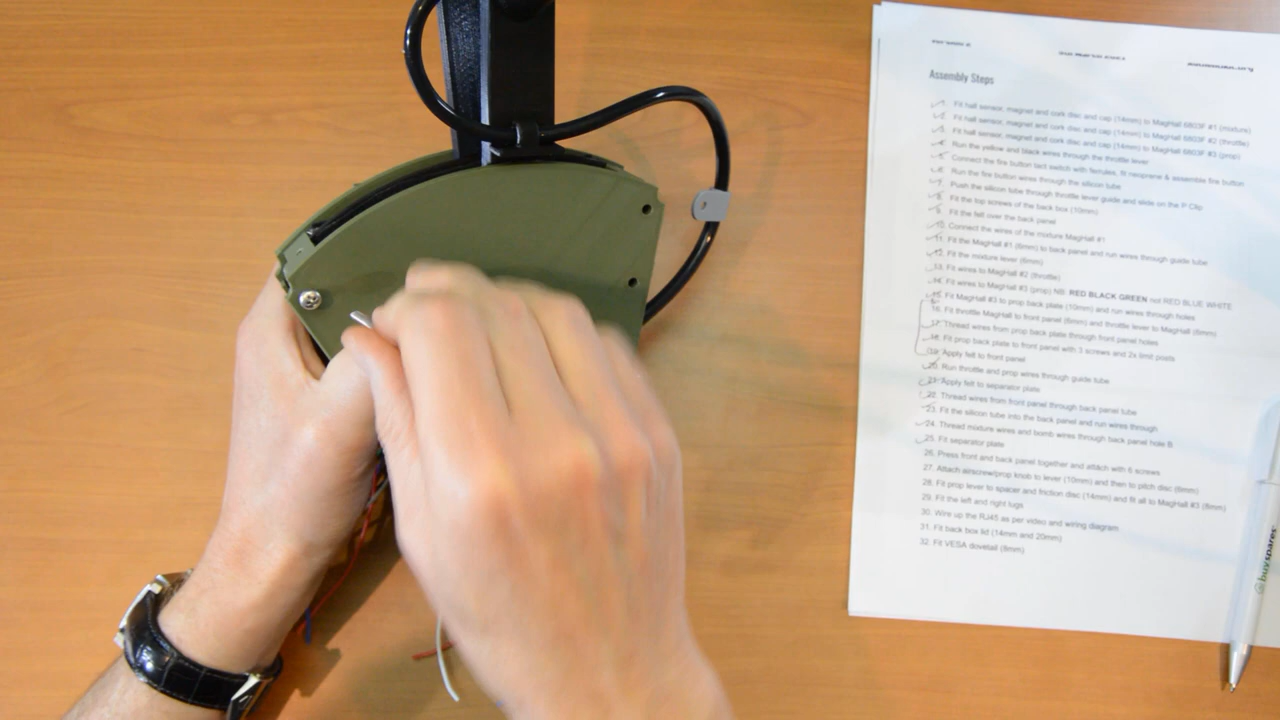 Assembly Steps
1. Fit hall sensor, magnet and cork disc and cap (14mm) to MagHall 6803F #1 (mixture)
2. Fit hall sensor, magnet and cork disc and cap (14mm) to MagHall 6803F #2 (throttle)
3. Fit hall sensor, magnet and cork disc and cap (14mm) to MagHall 6803F #3 (prop)
4. Run the yellow and black wires through the throttle lever
5. Connect the fire button tact switch with ferrules, fit neoprene & assemble fire button
6. Run the fire button wires through the silicon tube
7. Push the silicon tube through throttle lever guide and slide on the P Clip
8. Fit the top screws of the back box (10mm)
9. Fit the felt over the back panel
10. Connect the wires of the mixture MagHall #1
11. Fit the MagHall #1 (6mm) to back panel and run wires through guide tube
12. Fit the mixture lever (6mm)
13. Fit wires to MagHall #2 (throttle)
14. Fit wires to MagHall #3 (prop) NB: RED BLACK GREEN not RED BLUE WHITE
15. Fit MagHall #3 to prop back plate (10mm) and run wires through holes
16. Fit throttle MagHall to front panel (6mm) and throttle lever to MagHall (6mm)
17. Thread wires from prop back plate through front panel holes
18. Fit prop back plate to front panel with 3 screws and 2x limit posts
19. Apply felt to front panel
20. Run throttle and prop wires through guide tube
21. Apply felt to separator plate
22. Thread wires from front panel through back panel tube
23. Fit the silicon tube into the back panel and run wires through
24. Thread mixture wires and bomb wires through back panel hole B
25. Fit separator plate
26. Press front and back panel together and attach with 6 screws
27. Attach airscrew/prop knob to lever (10mm) and then to pitch disc (6mm)
28. Fit prop lever to spacer and friction disc (14mm) and fit all to MagHall #3 (8mm)
29. Fit the left and right lugs
30. Wire up the RJ45 as per video and wiring diagram
31. Fit back box lid (14mm and 20mm)
32. Fit VESA dovetail (8mm)
buyspares